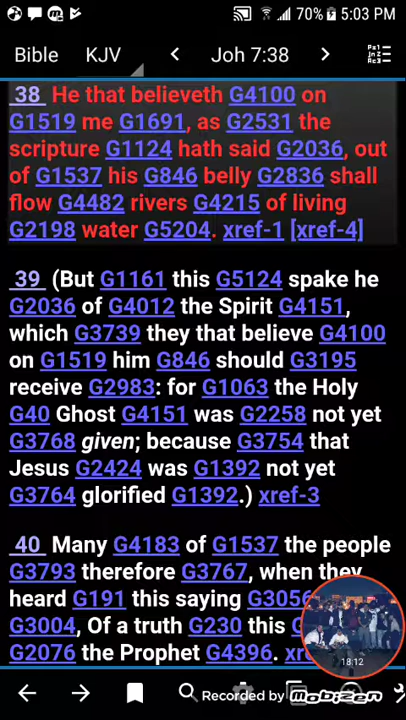 70% 5:03 PM
Bible KJV Joh 7:38
38 He that believeth G4100 on
G1519 me G1691, as G2531 the
scripture G1124 hath said G2036, out
of G1537 his G846 belly G2836 shall
flow G4482 rivers G4215 of living
G2198 water G5204. xref-1 [xref-4]
39 (But G1161 this G5124 spake he
G2036 of G4012 the Spirit G4151,
which G3739 they that believe G4100
on G1519 him G846 should G3195
receive G2983: for G1063 the Holy
G40 Ghost G4151 was G2258 not yet
G3768 given; because G3754 that
Jesus G2424 was G1392 not yet
G3764 glorified G1392.) xref-3
40 Many G4183 of G1537 the people
G3793 therefore G3767, when they
heard G191 this saying G3056
G3004, Of a truth G230 this
G2076 the Prophet G4396.
18:12
Recorded by Mobizen